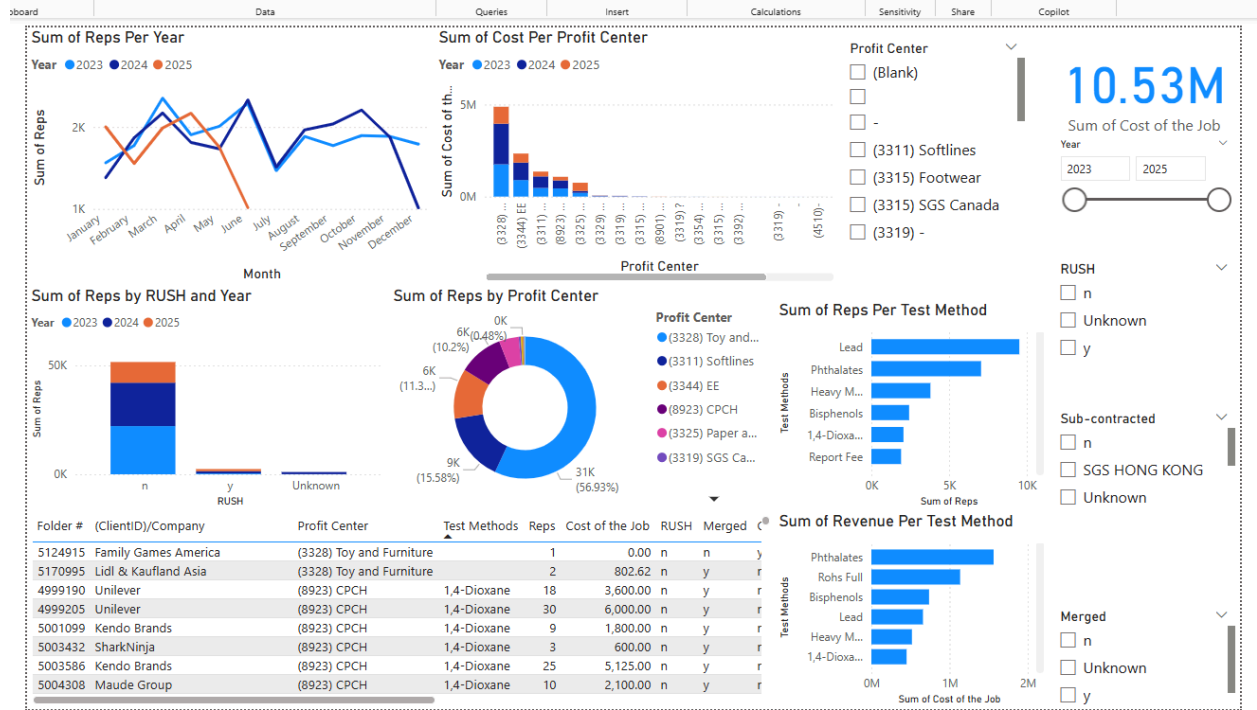 oboard Data Queries Insert Calculations Sensitivity Share Copilot
Sum of Reps Per Year
Year 2023 2024 2025
Sum of Reps
2K
1K
January February March April May June July August September October November December
Month
Sum of Cost Per Profit Center
Year 2023 2024 2025
Sum of Cost of th...
5M
0M
(3328) ... (3344) EE (3311) ... (8923) ... (3325) ... (3329) ... (3319) ... (3315) ... (8901) ... (3319) ? (3354) ... (3315) ... (3392) ... (3319) - - (4510)-
Profit Center
Profit Center
(Blank)
-
(3311) Softlines
(3315) Footwear
(3315) SGS Canada
(3319) -
10.53M
Sum of Cost of the Job
Year
2023 2025
Sum of Reps by RUSH and Year
Year 2023 2024 2025
Sum of Reps
50K
0K
n y Unknown
RUSH
Sum of Reps by Profit Center
0K
(0.48%)
6K
(10.2%)
6K
(11.3...)
9K
(15.58%)
31K
(56.93%)
Profit Center
(3328) Toy and...
(3311) Softlines
(3344) EE
(8923) CPCH
(3325) Paper a...
(3319) SGS Ca...
Sum of Reps Per Test Method
Test Methods
Lead
Phthalates
Heavy M...
Bisphenols
1,4-Dioxa...
Report Fee
0K 5K 10K
Sum of Reps
RUSH
n
Unknown
y
Sub-contracted
n
SGS HONG KONG
Unknown
Folder # (ClientID)/Company Profit Center Test Methods Reps Cost of the Job RUSH Merged
5124915 Family Games America (3328) Toy and Furniture 1 0.00 n n y
5170995 Lidl & Kaufland Asia (3328) Toy and Furniture 2 802.62 n y
4999190 Unilever (8923) CPCH 1,4-Dioxane 18 3,600.00 n y
4999205 Unilever (8923) CPCH 1,4-Dioxane 30 6,000.00 n y
5001099 Kendo Brands (8923) CPCH 1,4-Dioxane 9 1,800.00 n y
5003432 SharkNinja (8923) CPCH 1,4-Dioxane 3 600.00 n y
5003586 Kendo Brands (8923) CPCH 1,4-Dioxane 25 5,125.00 n y
5004308 Maude Group (8923) CPCH 1,4-Dioxane 10 2,100.00 n y
Sum of Revenue Per Test Method
Test Methods
Phthalates
Rohs Full
Bisphenols
Lead
Heavy M...
1,4-Dioxa...
0M 1M 2M
Sum of Cost of the Job
Merged
n
Unknown
y